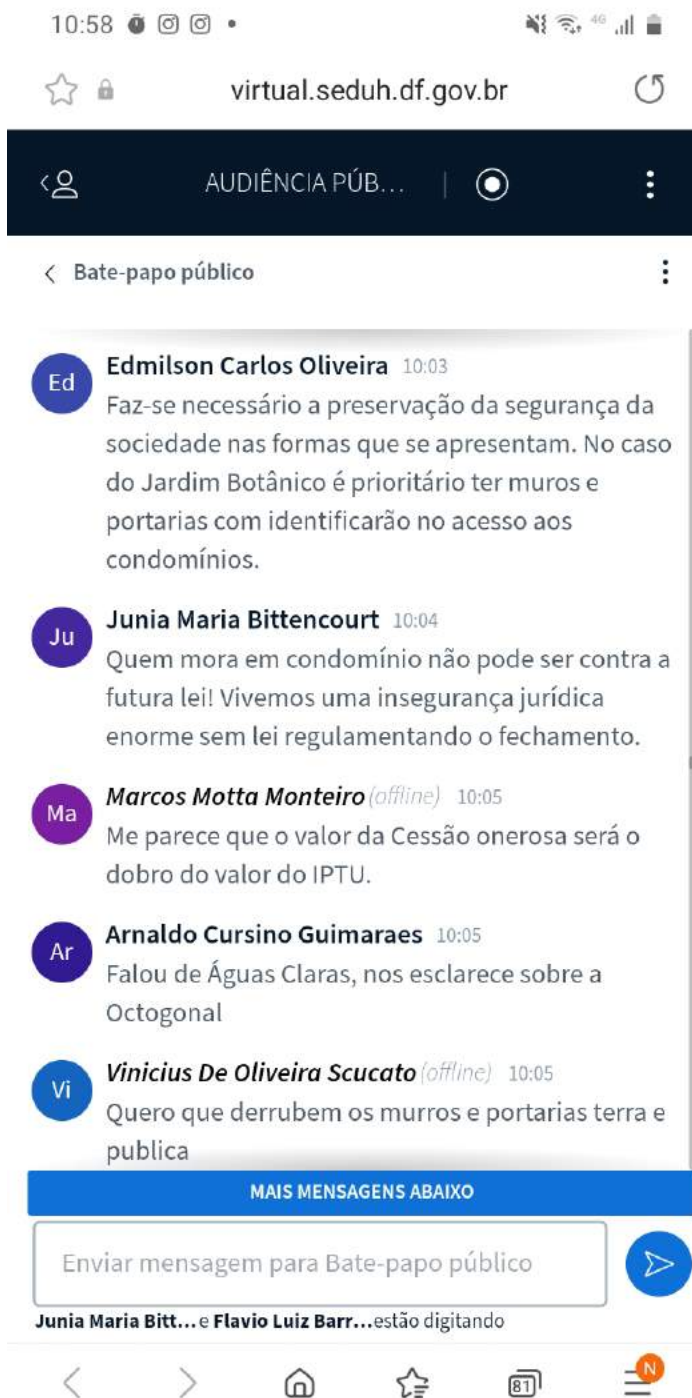 10:58
4G
virtual.seduh.df.gov.br
AUDIÊNCIA PÚB...
Bate-papo público
Ed
Edmilson Carlos Oliveira 10:03
Faz-se necessário a preservação da segurança da
sociedade nas formas que se apresentam. No caso
do Jardim Botânico é prioritário ter muros e
portarias com identificarão no acesso aos
condomínios.
Ju
Junia Maria Bittencourt 10:04
Quem mora em condomínio não pode ser contra a
futura lei! Vivemos uma insegurança jurídica
enorme sem lei regulamentando o fechamento.
Ma
Marcos Motta Monteiro (offline) 10:05
Me parece que o valor da Cessão onerosa será o
dobro do valor do IPTU.
Ar
Arnaldo Cursino Guimaraes 10:05
Falou de Águas Claras, nos esclarece sobre a
Octogonal
Vi
Vinicius De Oliveira Scucato (offline) 10:05
Quero que derrubem os murros e portarias terra e
publica
MAIS MENSAGENS ABAIXO
Enviar mensagem para Bate-papo público
Junia Maria Bitt... e Flavio Luiz Barr... estão digitando
81
N